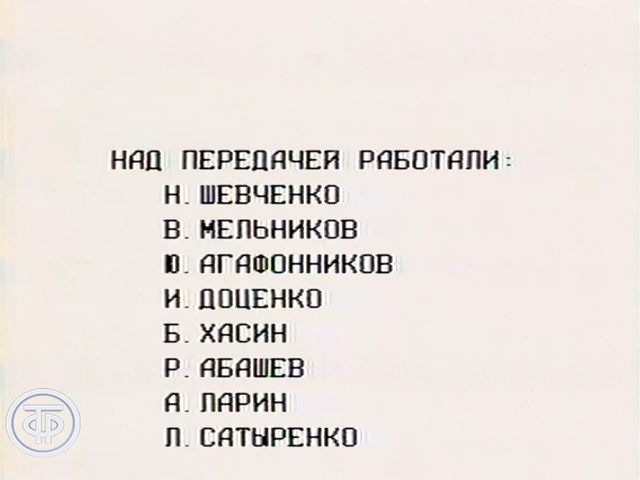 НАД ПЕРЕДАЧЕЙ РАБОТАЛИ:
Н. ШЕВЧЕНКО
В. МЕЛЬНИКОВ
Ю. АГАФОННИКОВ
И. ДОЦЕНКО
Б. ХАСИН
Р. АБАШЕВ
А. ЛАРИН
Л. САТЫРЕНКО